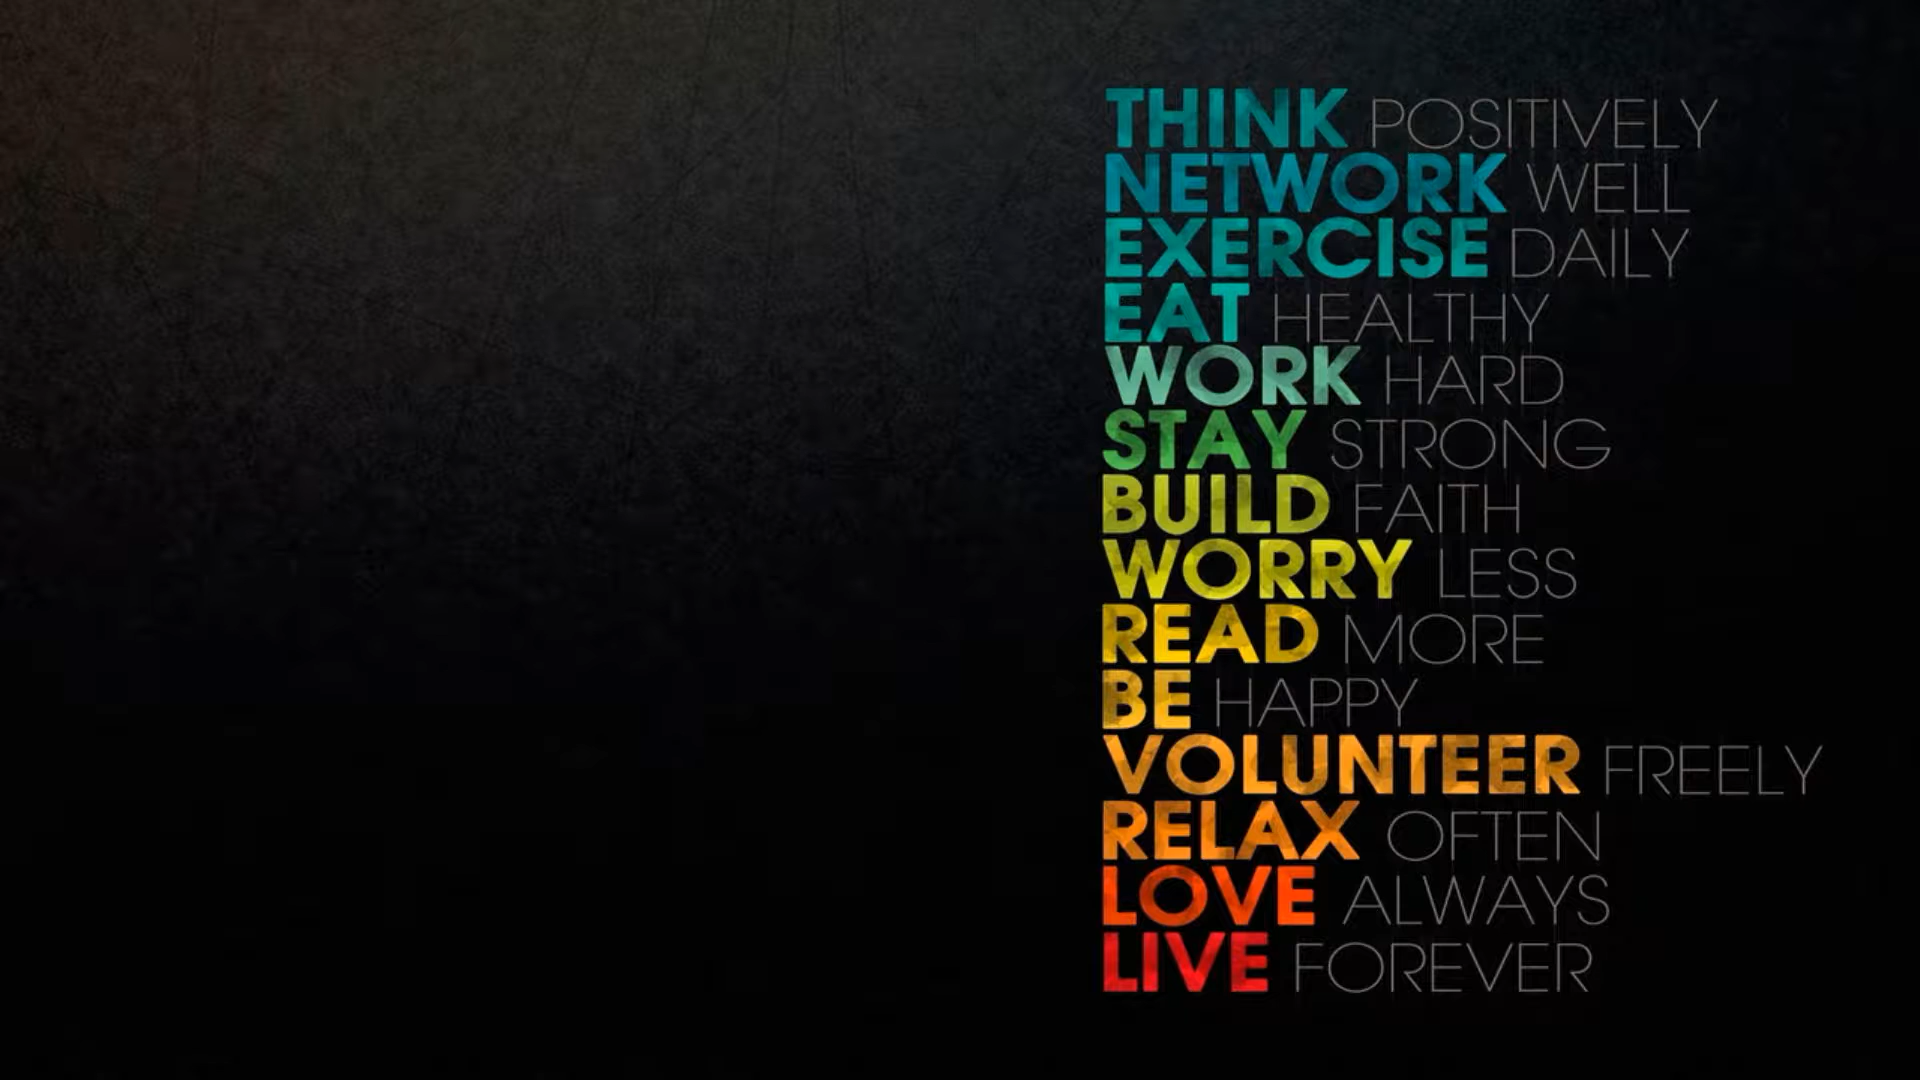 THINK POSITIVELY
NETWORK WELL
EXERCISE DAILY
EAT HEALTHY
WORK HARD
STAY STRONG
BUILD FAITH
WORRY LESS
READ MORE
BE HAPPY
VOLUNTEER FREELY
RELAX OFTEN
LOVE ALWAYS
LIVE FOREVER